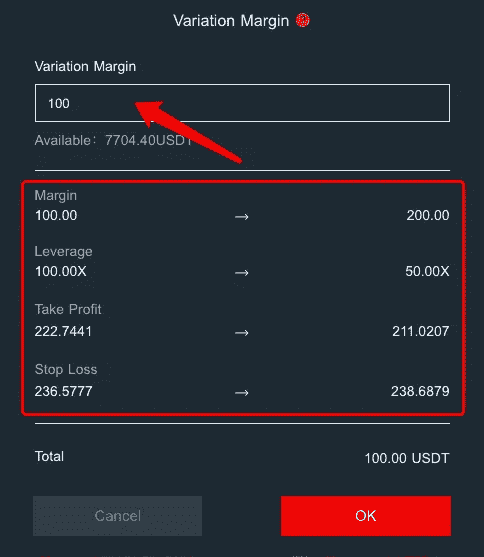 Variation Margin
Variation Margin
100
Available: 7704.40USDT
Margin
100.00 → 200.00
Leverage
100.00X → 50.00X
Take Profit
222.7441 → 211.0207
Stop Loss
236.5777 → 238.6879
Total 100.00 USDT
Cancel OK